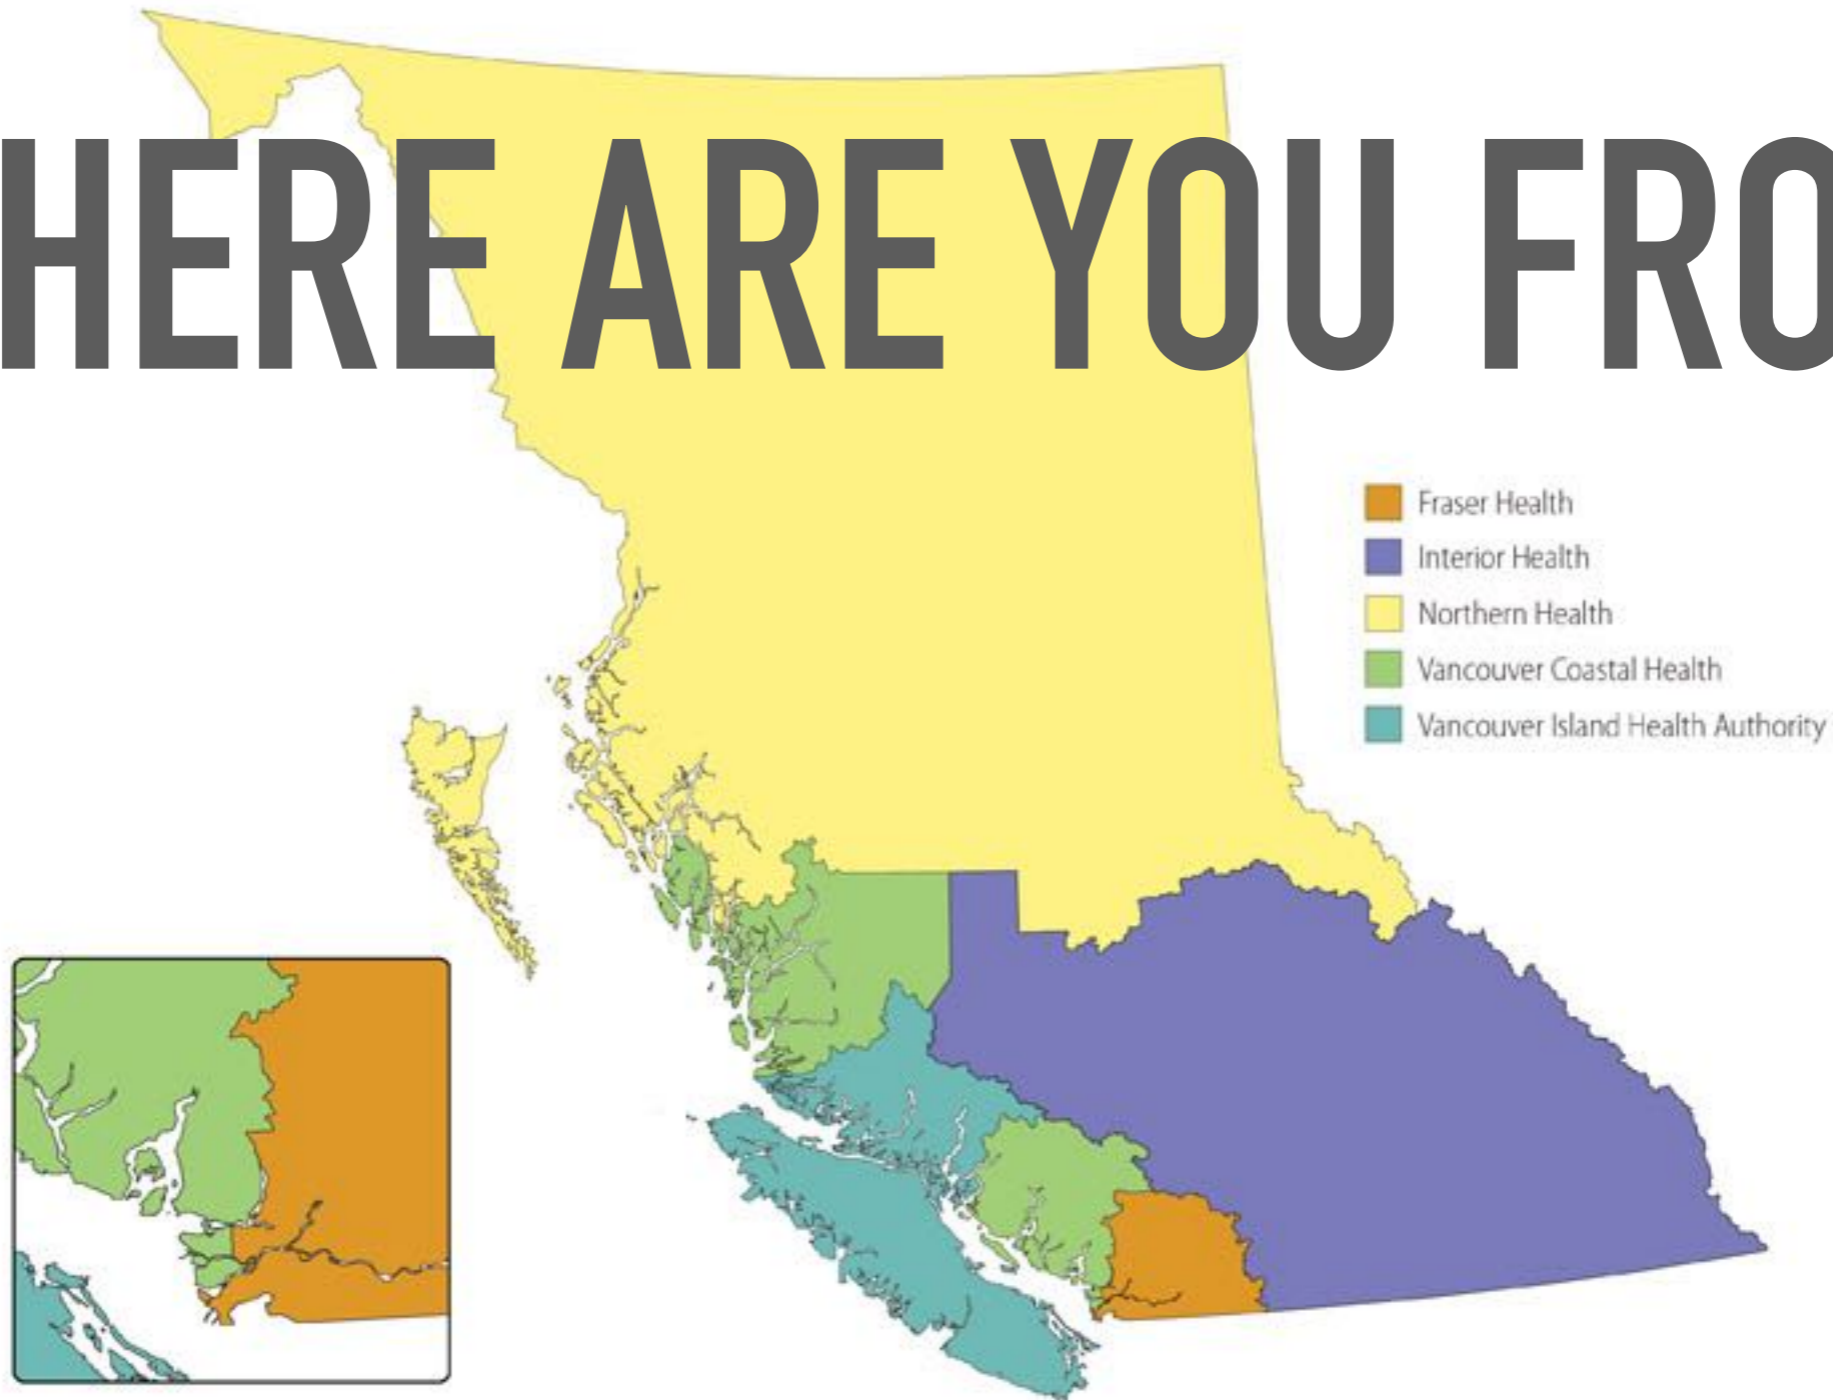 HERE ARE YOU FRO
Fraser Health
Interior Health
Northern Health
Vancouver Coastal Health
Vancouver Island Health Authority